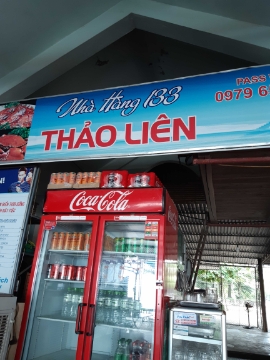 Nhà Hàng 133
THẢO LIÊN
PASS
0979 6
Coca-Cola